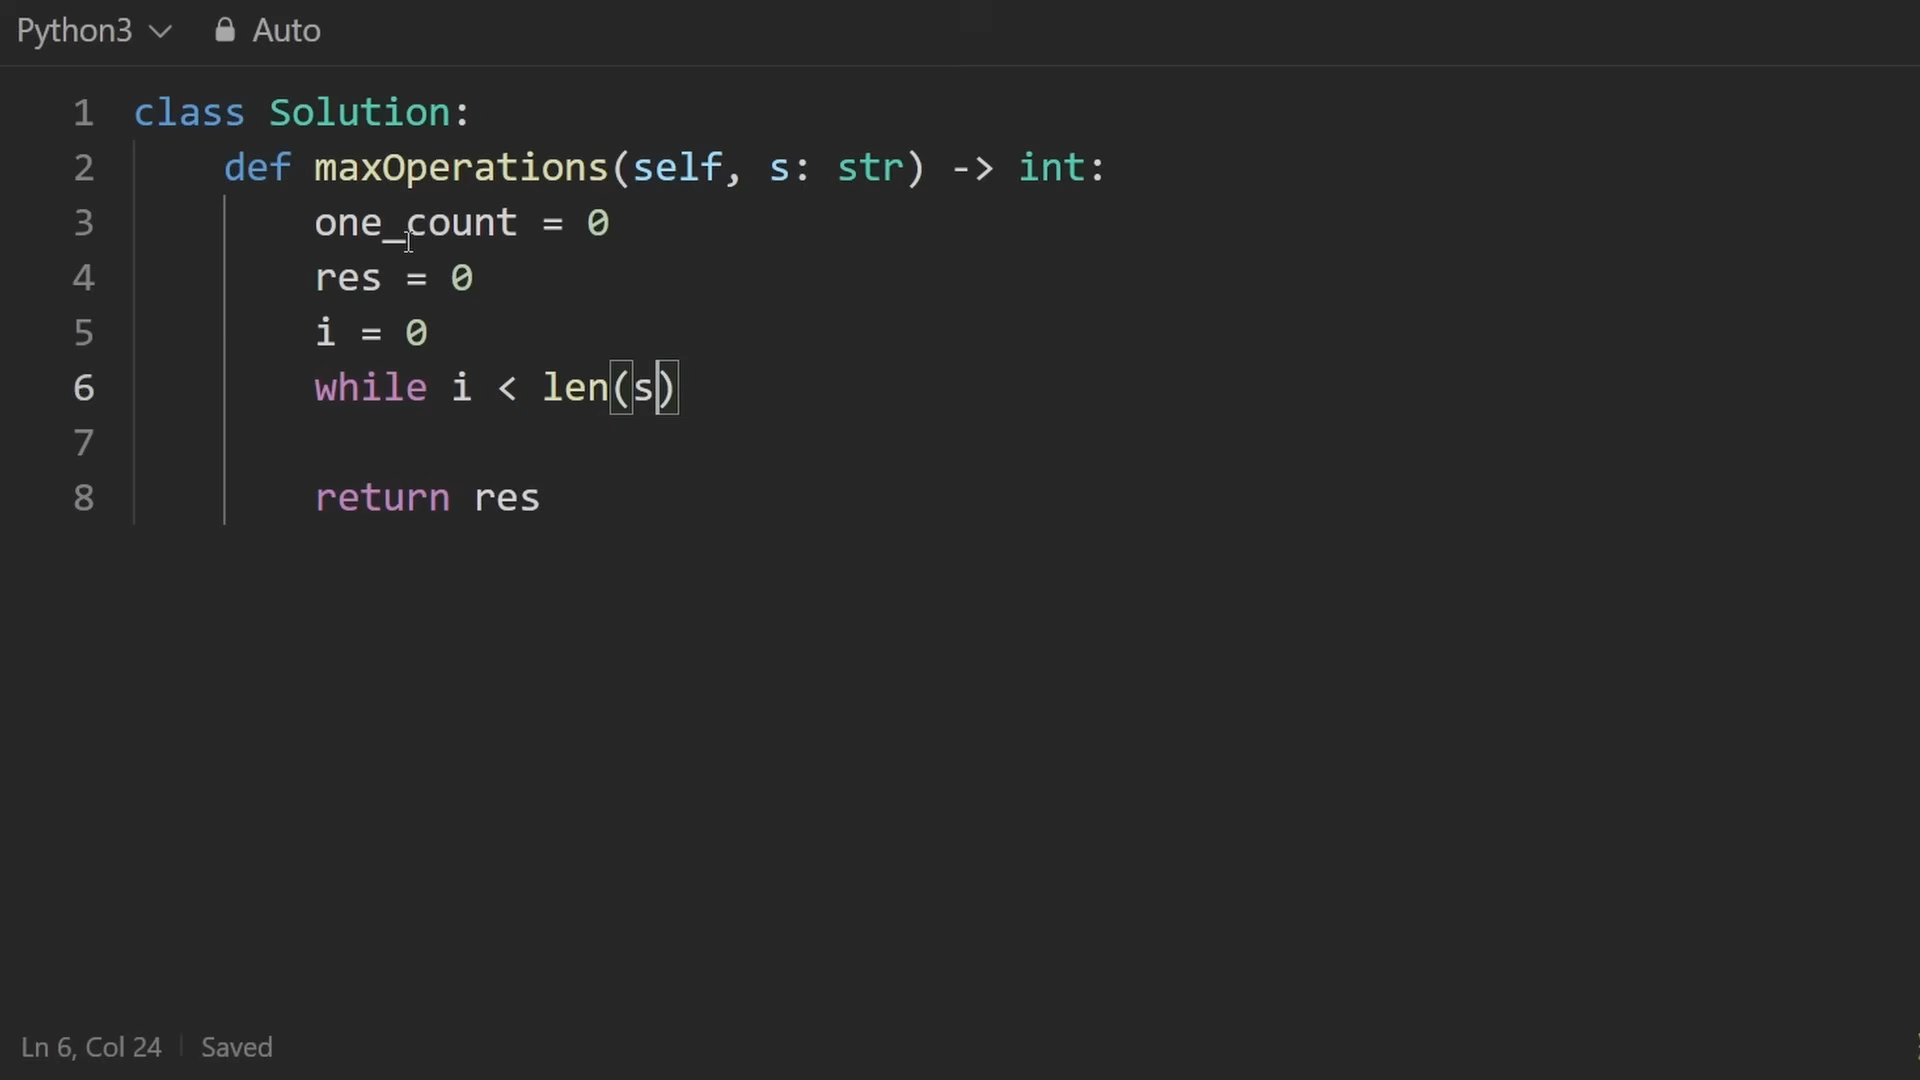 Python3 Auto
1 class Solution:
2 def maxOperations(self, s: str) -> int:
3 one_count = 0
4 res = 0
5 i = 0
6 while i < len(s)
7
8 return res
Ln 6, Col 24 Saved